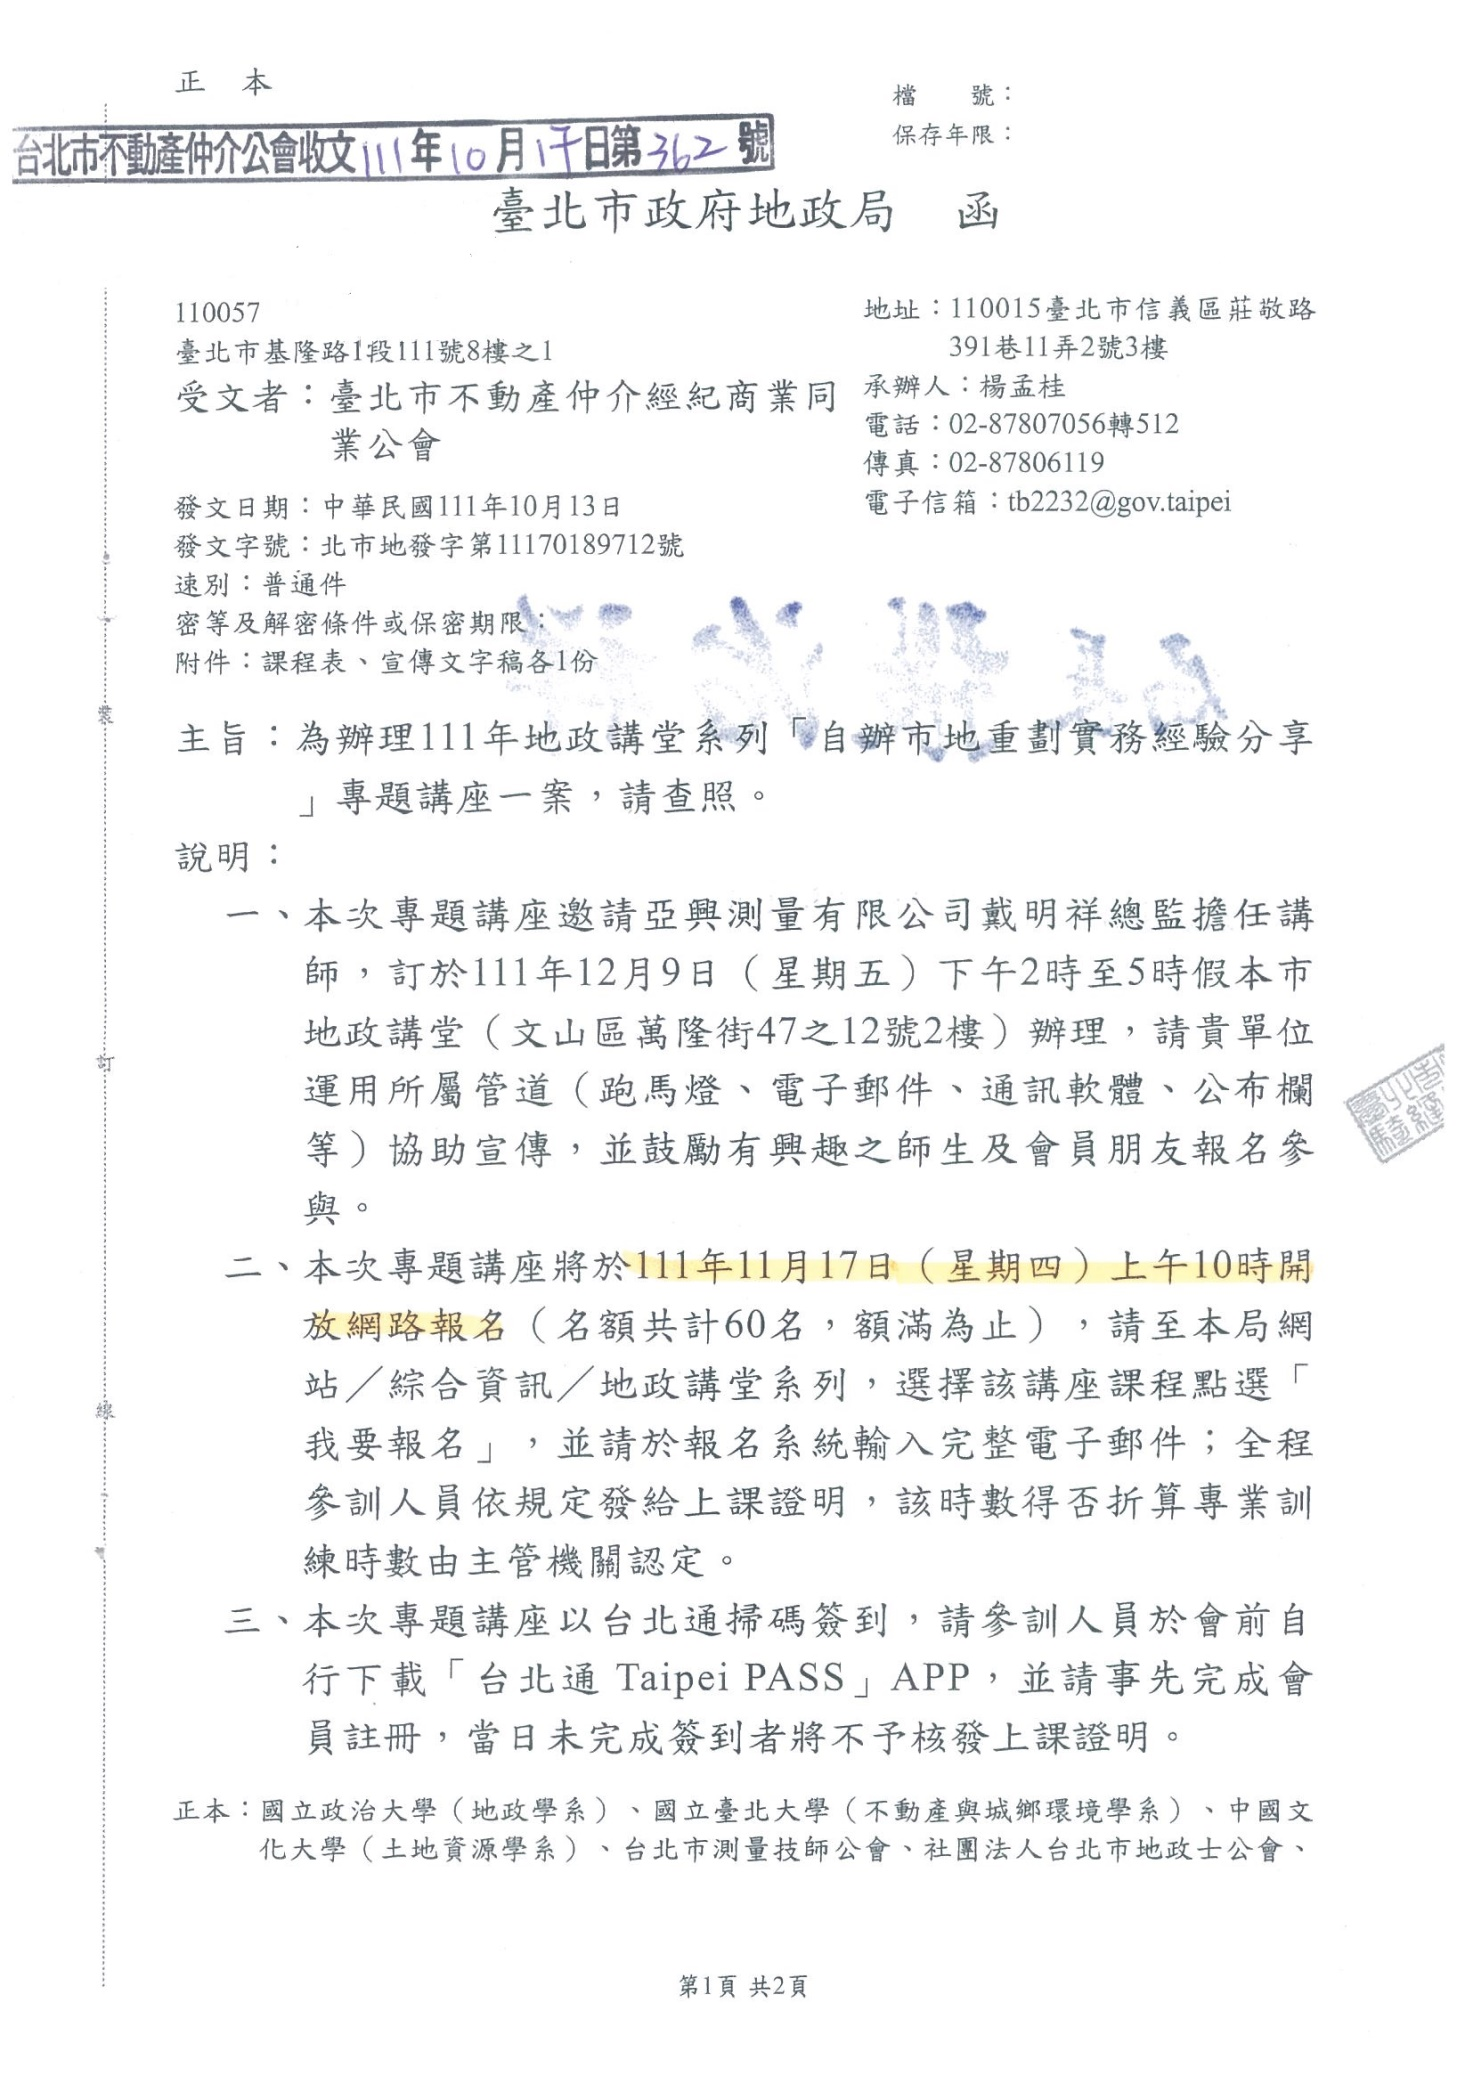 正　本
檔　　號：
保存年限：
台北市不動產仲介公會收文111年10月17日第362號
臺北市政府地政局　函
110057
臺北市基隆路1段111號8樓之1
受文者：臺北市不動產仲介經紀商業同
業公會
地址：110015臺北市信義區莊敬路
391巷11弄2號3樓
承辦人：楊孟桂
電話：02-87807056轉512
傳真：02-87806119
電子信箱：tb2232@gov.taipei
發文日期：中華民國111年10月13日
發文字號：北市地發字第11170189712號
速別：普通件
密等及解密條件或保密期限：
附件：課程表、宣傳文字稿各1份
主旨：為辦理111年地政講堂系列「自辦市地重劃實務經驗分享
」專題講座一案，請查照。
說明：
一、本次專題講座邀請亞興測量有限公司戴明祥總監擔任講
師，訂於111年12月9日（星期五）下午2時至5時假本市
地政講堂（文山區萬隆街47之12號2樓）辦理，請貴單位
運用所屬管道（跑馬燈、電子郵件、通訊軟體、公布欄
等）協助宣傳，並鼓勵有興趣之師生及會員朋友報名參
與。
二、本次專題講座將於111年11月17日（星期四）上午10時開
放網路報名（名額共計60名，額滿為止），請至本局網
站／綜合資訊／地政講堂系列，選擇該講座課程點選「
我要報名」，並請於報名系統輸入完整電子郵件；全程
參訓人員依規定發給上課證明，該時數得否折算專業訓
練時數由主管機關認定。
三、本次專題講座以台北通掃碼簽到，請參訓人員於會前自
行下載「台北通 Taipei PASS」APP，並請事先完成會
員註冊，當日未完成簽到者將不予核發上課證明。
正本：國立政治大學（地政學系）、國立臺北大學（不動產與城鄉環境學系）、中國文
化大學（土地資源學系）、台北市測量技師公會、社團法人台北市地政士公會、
裝
訂
線
第1頁 共2頁